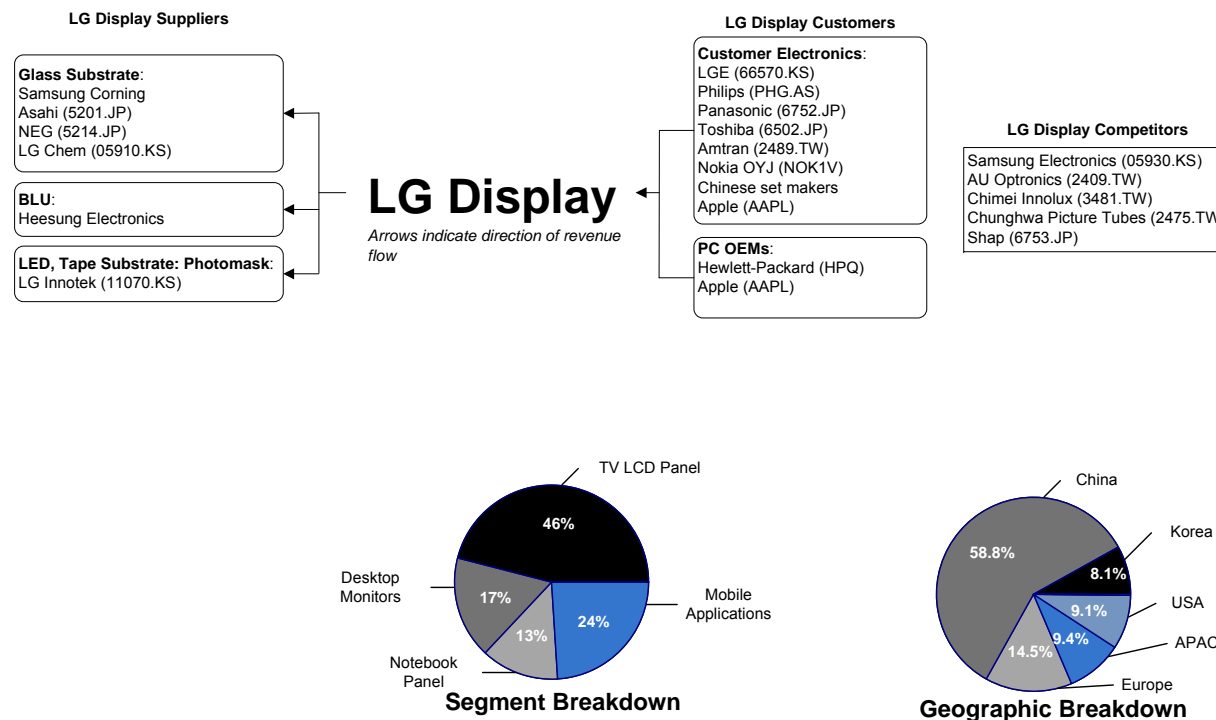 LG Display Suppliers
Glass Substrate:
Samsung Corning
Asahi (5201.JP)
NEG (5214.JP)
LG Chem (05910.KS)
BLU:
Heesung Electronics
LED, Tape Substrate: Photomask:
LG Innotek (11070.KS)
LG Display
Arrows indicate direction of revenue
flow
LG Display Customers
Customer Electronics:
LGE (66570.KS)
Philips (PHG.AS)
Panasonic (6752.JP)
Toshiba (6502.JP)
Amtran (2489.TW)
Nokia OYJ (NOK1V)
Chinese set makers
Apple (AAPL)
PC OEMs:
Hewlett-Packard (HPQ)
Apple (AAPL)
LG Display Competitors
Samsung Electronics (05930.KS)
AU Optronics (2409.TW)
Chimei Innolux (3481.TW)
Chunghwa Picture Tubes (2475.TW
Shap (6753.JP)
TV LCD Panel
46%
Desktop
Monitors
17%
Mobile
Applications
24%
13%
Notebook
Panel
Segment Breakdown
China
58.8%
Korea
8.1%
USA
9.1%
APAC
9.4%
14.5%
Europe
Geographic Breakdown